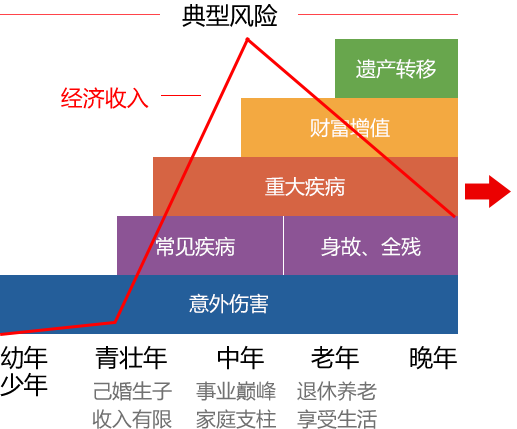 典型风险
遗产转移
经济收入
财富增值
重大疾病
常见疾病
身故、全残
意外伤害
幼年
少年
青壮年
中年
老年
晚年
己婚生子
事业巅峰
退休养老
收入有限
家庭支柱
享受生活